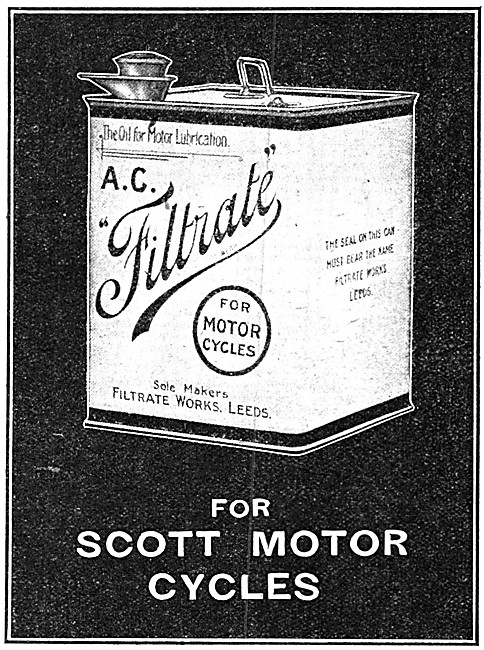 The Oil for Motor Lubrication.
A.C.
"Filtrate"
FOR
MOTOR
CYCLES
Sole Makers
FILTRATE WORKS, LEEDS.
THE SEAL ON THIS CAN
MUST BEAR THE NAME
FILTRATE WORKS
LEEDS.
FOR
SCOTT MOTOR
CYCLES